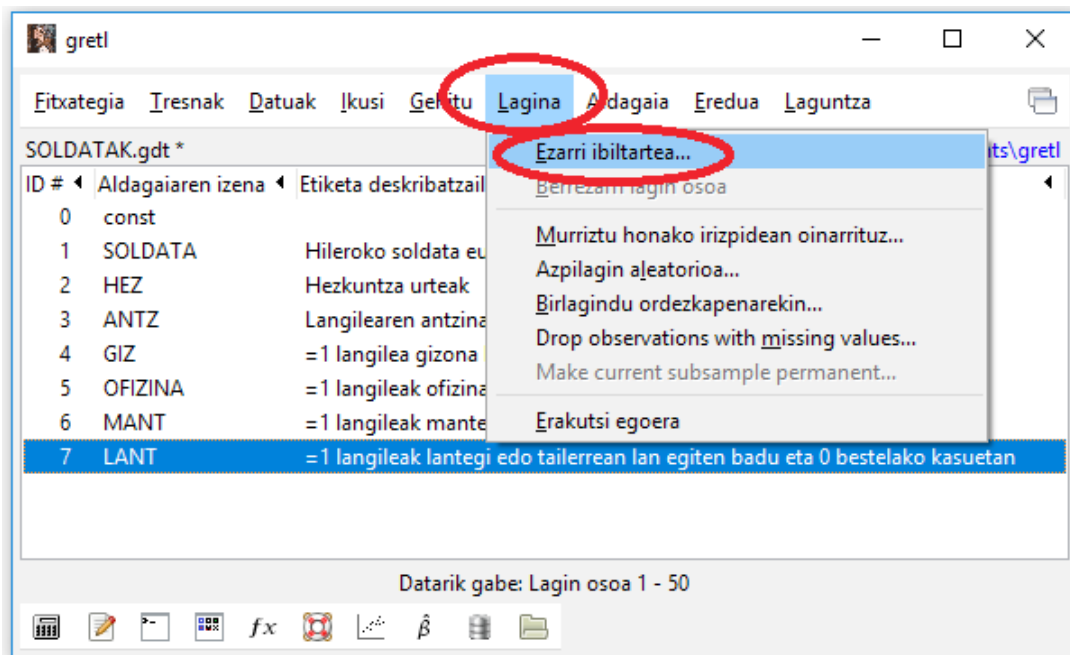 gretl
Fitxategia Tresnak Datuak Ikusi Gehitu Lagina Aldagaia Eredua Laguntza
SOLDATAK.gdt *
Ezarri ibiltartea...
ts\gretl
ID # Aldagaiaren izena Etiketa deskribatzail
Berrezarri lagin osoa
0 const
1 SOLDATA Hileroko soldata eu
Murriztu honako irizpidean oinarrituz...
2 HEZ Hezkuntza urteak
Azpilagin aleatorioa...
3 ANTZ Langilearen antzina
Birlagindu ordezkapenarekin...
4 GIZ =1 langilea gizona
Drop observations with missing values...
5 OFIZINA =1 langileak ofizina
Make current subsample permanent...
6 MANT =1 langileak mante
Erakutsi egoera
7 LANT =1 langileak lantegi edo tailerrean lan egiten badu eta 0 bestelako kasuetan
Datarik gabe: Lagin osoa 1 - 50
fx β̂